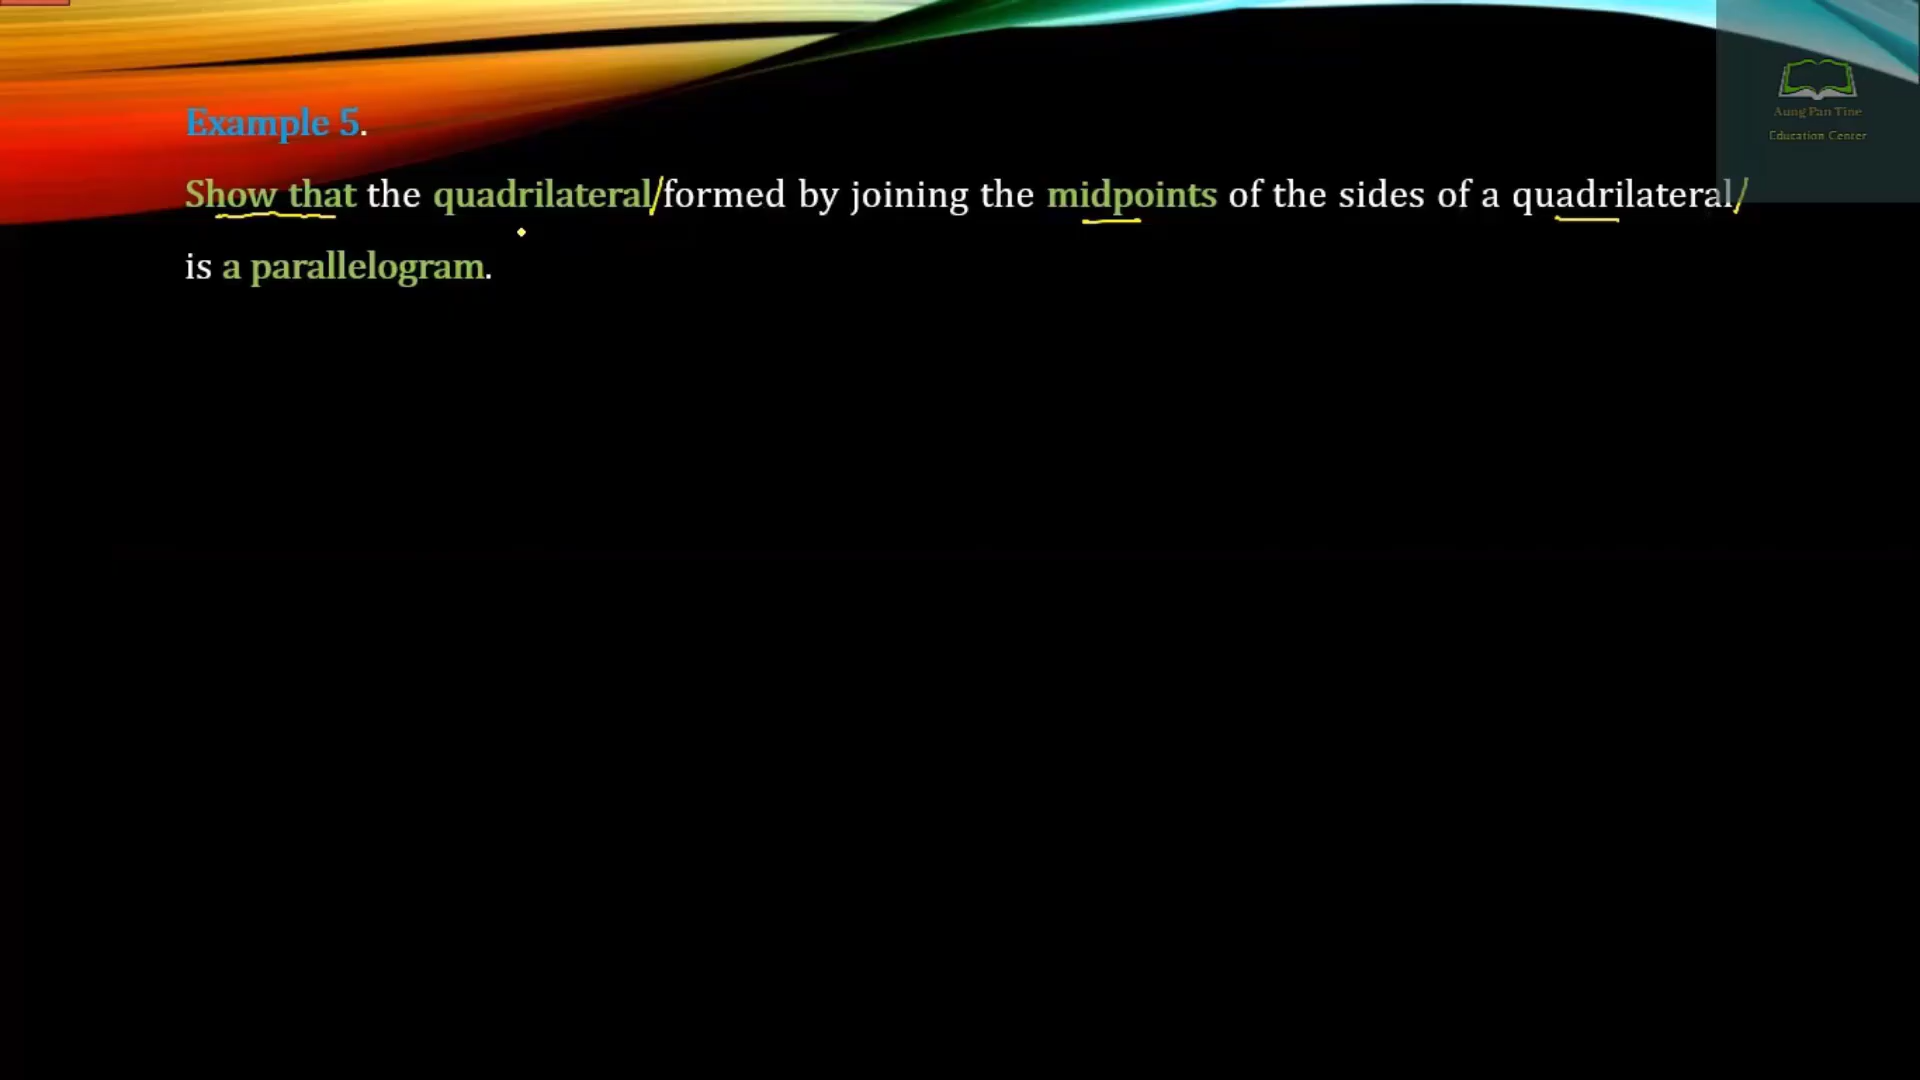 Aung Pan Tine
Education Center
Example 5.
Show that the quadrilateral/formed by joining the midpoints of the sides of a quadrilateral/
is a parallelogram.